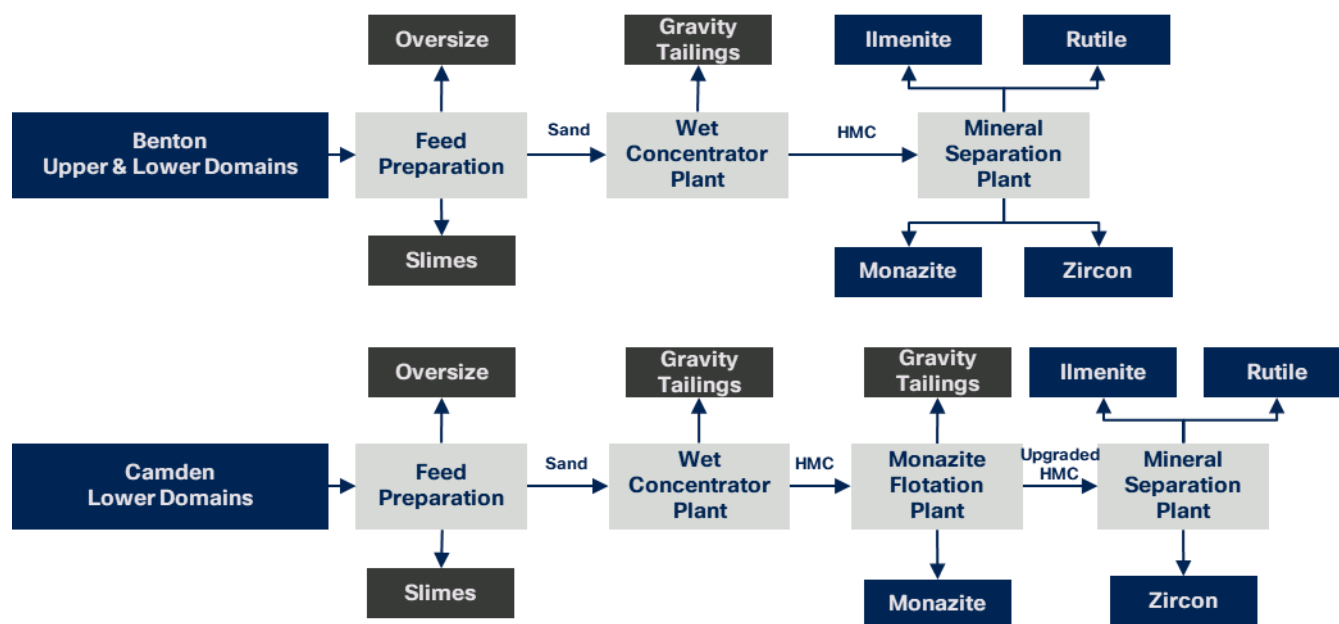 Oversize
Gravity
Tailings
Ilmenite
Rutile
Benton
Upper & Lower Domains
Feed
Preparation
Sand
Wet
Concentrator
Plant
HMC
Mineral
Separation
Plant
Slimes
Monazite
Zircon
Oversize
Gravity
Tailings
Gravity
Tailings
Ilmenite
Rutile
Camden
Lower Domains
Feed
Preparation
Sand
Wet
Concentrator
Plant
HMC
Monazite
Flotation
Plant
Upgraded
HMC
Mineral
Separation
Plant
Slimes
Monazite
Zircon